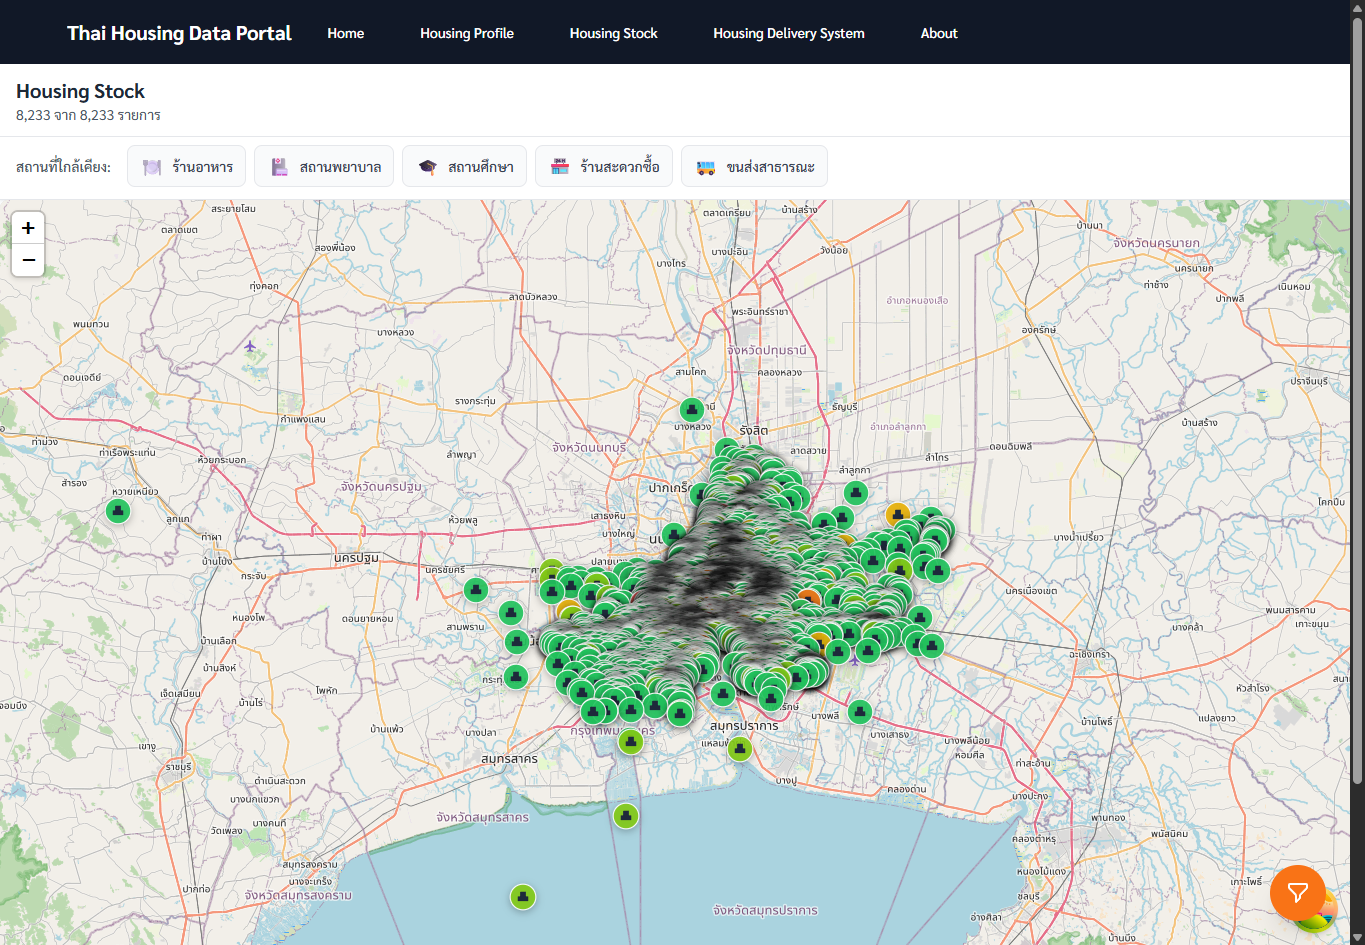 Thai Housing Data Portal
Home
Housing Profile
Housing Stock
Housing Delivery System
About
Housing Stock
8,233 จาก 8,233 รายการ
สถานที่ใกล้เคียง:
ร้านอาหาร
สถานพยาบาล
สถานศึกษา
ร้านสะดวกซื้อ
ขนส่งสาธารณะ
+
−
สระยายโสม
ตลาดเขต
ตลาดเกรียบ
บ้านสร้าง
บ้านนา
สองพี่น้อง
บางปะอิน
วังน้อย
จังหวัดนครนายก
บางไทร
นครนายก
ทุ่งคอก
ลาดบัวหลวง
ท่าช้าง
เนินหอม
ปากพลี
อำเภอหนองเสือ
พระอินทร์ราชา
พนมทวน
บางหลวง
องครักษ์
จังหวัดปทุมธานี
ดอนเจดีย์
สามโคก
คลองหลวง
ปราจีนบุรี
รางกระทุ่ม
ธัญบุรี
กำแพงแสน
บางหลวง
รังสิต
อำเภอลำลูกกา
บ้านสร้าง
ท่าม่วง
ท่าเรือพระแท่น
จังหวัดนนทบุรี
ลาดสวาย
ดอนฉิมพลี
ห้วยกระบอก
ลำพญา
ลำลูกกา
ลำไทร
สำรอง
จังหวัดนครปฐม
ปากเกร็
หวายเหนียว
โคกปีบ
ลูกแก
เสาธงหิน
ห้วยพลู
ท่าผา
บางใหญ่
บางน้ำเปรี้ยว
บ้านโป่ง
นครปฐม
นครชัยศรี
กระจับ
นครเนื่องเขต
หนองโพ
ดอนยายหอม
สามพราน
พนมสารคาม
เกาะขนุน
บางคล้า
บ้านเลือก
ฉะเชิงเทรา
บ้านสิงห์
เจ็ดเสมียน
โพหัก
หัวสำโรง
บ้านไร่
จอมบึง
บางพลี
แปลงยาว
สมุทรปราการ
บ้านแพ้ว
บางปลา
บางเสาธง
บ้านโพธิ์
เขางู
บางพลีน้อย
หอมศีล
สมุทรสาคร
ท่าสะอ้าน
ราชบุรี
ดำเนินสะดวก
บางปู
คลองด่าน
บางปะกง
บางนกแขวก
พานทอง
จังหวัดสมุทรสาคร
วัดเพลง
บางคนที
คลองตำหรุ
พนัสนิคม
สมุทรสงคราม
หนองไม้แดง
บางจะเกร็ง
เกาะโพธิ์
ปากท่อ
จังหวัดสมุทรสงคราม
ชลบุรี
จังหวัดสมุทรปราการ
อ่างศิลา
บ้านบึง